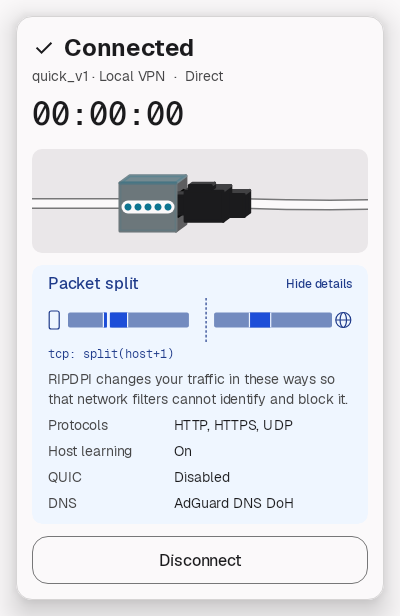 Connected
quick_v1 · Local VPN · Direct
00:00:00
Packet split Hide details
tcp: split(host+1)
RIPDPI changes your traffic in these ways so
that network filters cannot identify and block it.
Protocols HTTP, HTTPS, UDP
Host learning On
QUIC Disabled
DNS AdGuard DNS DoH
Disconnect